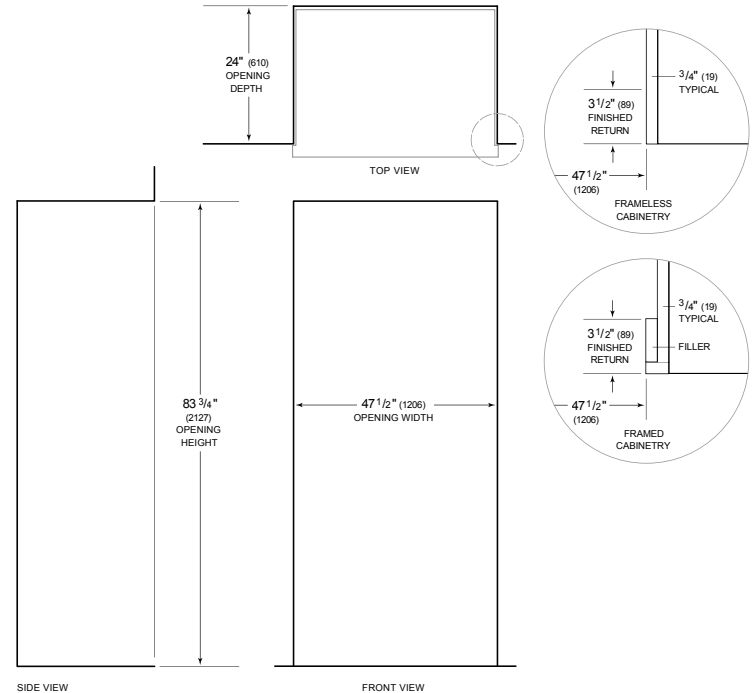 24" (610)
OPENING
DEPTH
TOP VIEW
3/4" (19)
TYPICAL
3 1/2" (89)
FINISHED
RETURN
47 1/2"
(1206)
FRAMELESS
CABINETRY
3/4" (19)
TYPICAL
3 1/2" (89)
FINISHED
RETURN
FILLER
47 1/2"
(1206)
FRAMED
CABINETRY
83 3/4"
(2127)
OPENING
HEIGHT
47 1/2" (1206)
OPENING WIDTH
SIDE VIEW
FRONT VIEW